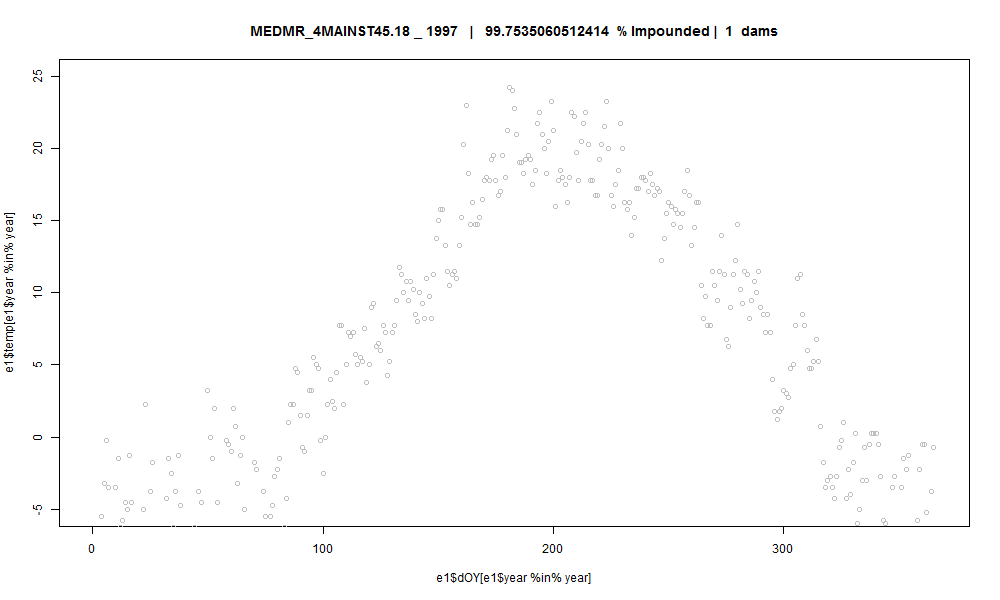 MEDMR_4MAINST45.18 _ 1997 | 99.7535060512414 % Impounded | 1 dams
e1$temp[e1$year %in% year]
25
20
15
10
5
0
-5
0 100 200 300
e1$dOY[e1$year %in% year]